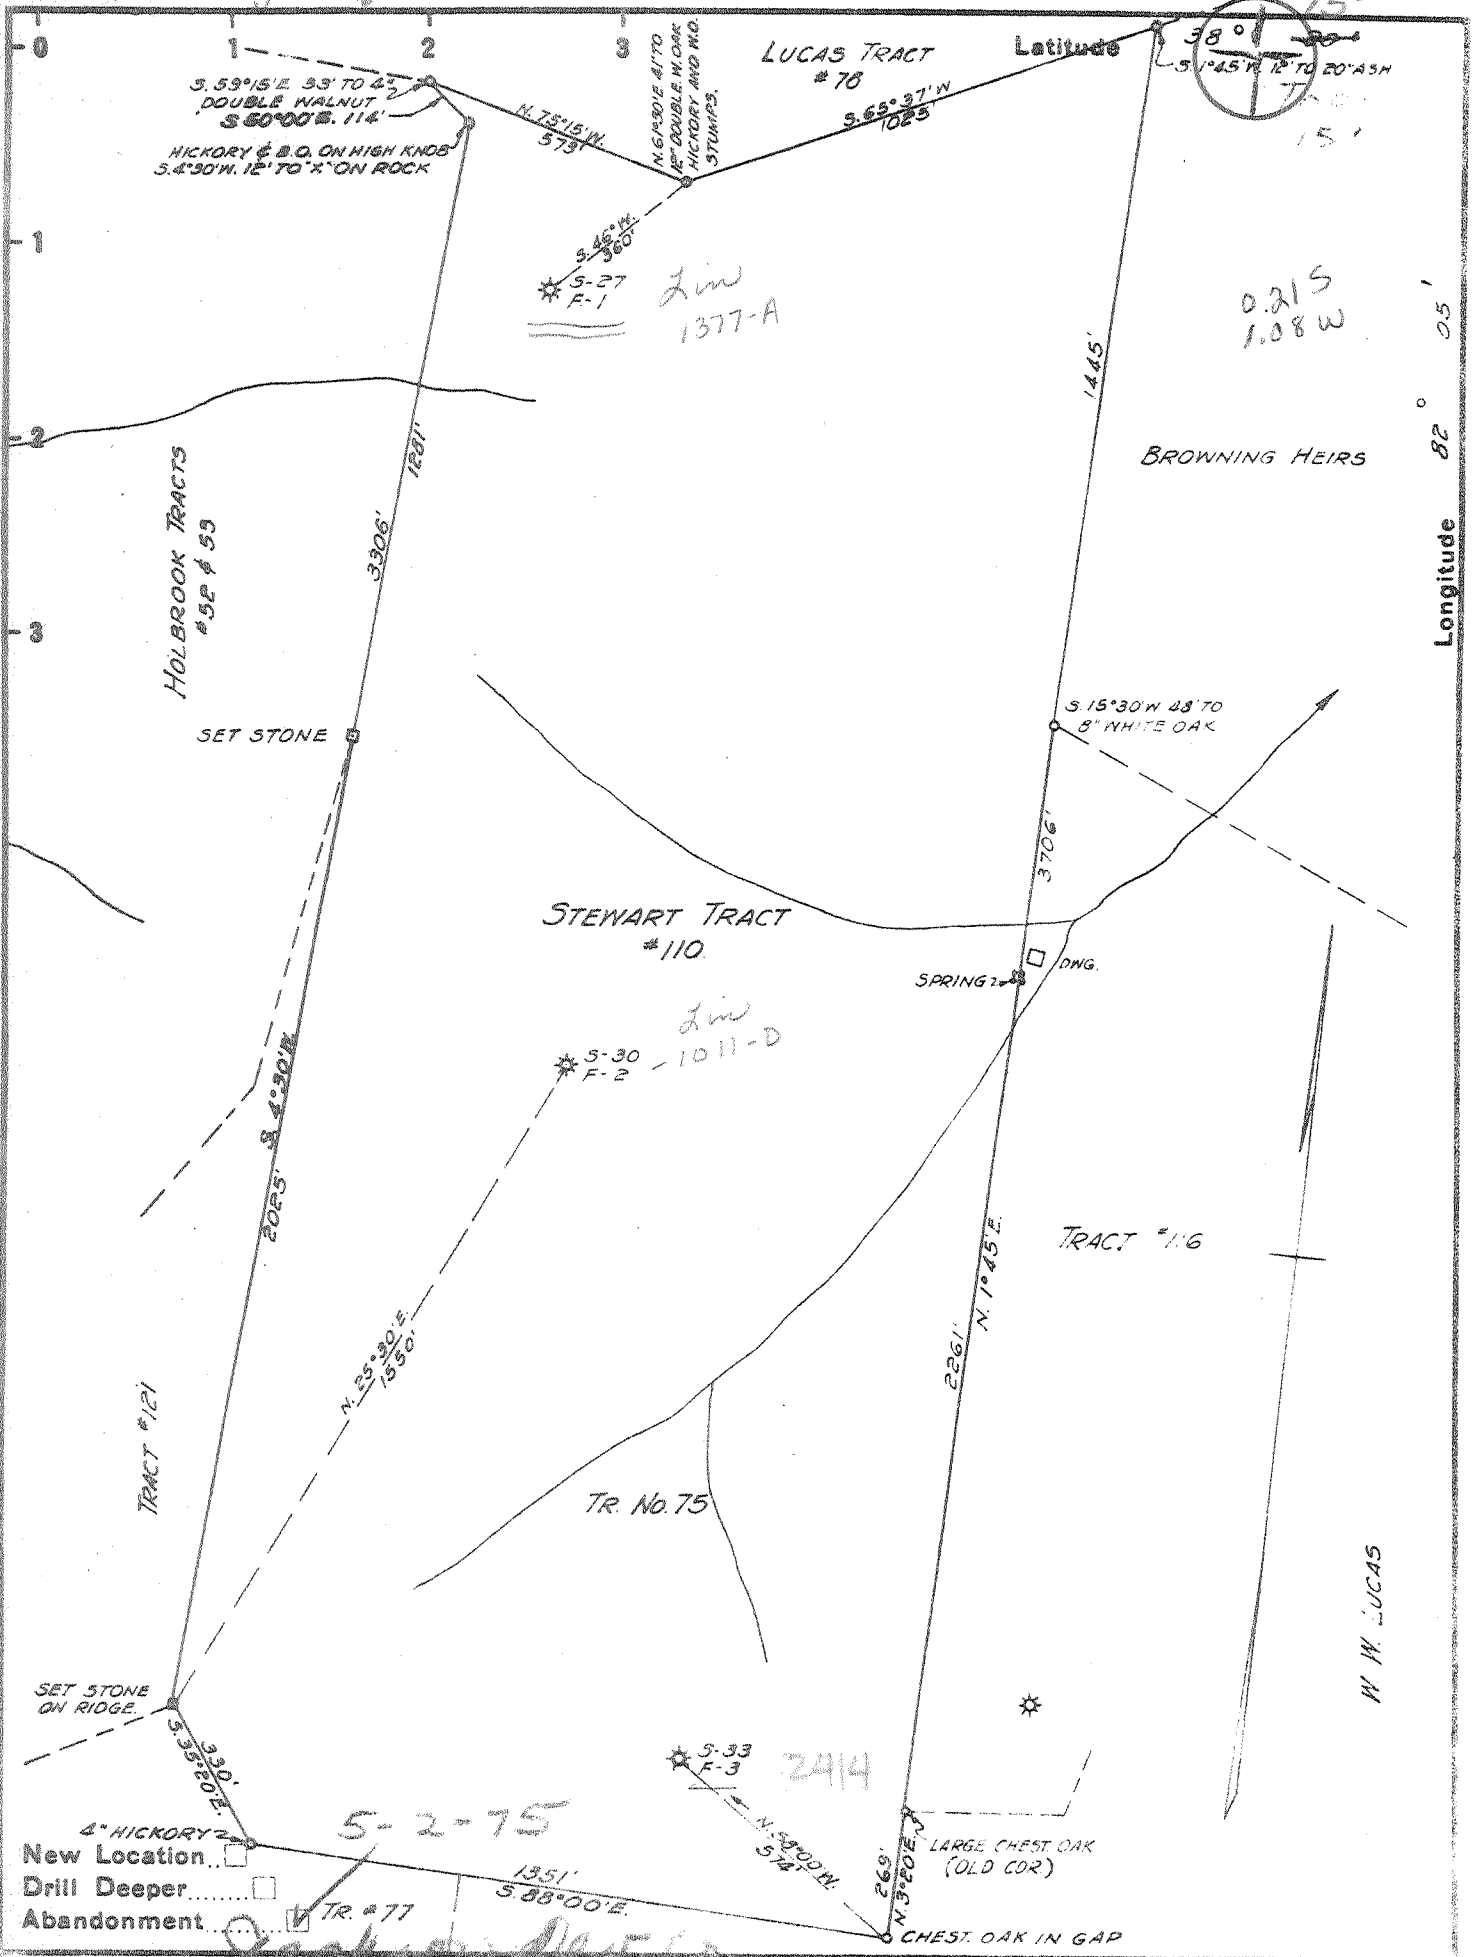 0
1
2
3
Latitude
38°
LUCAS TRACT
#76
S. 1°45'W. 12' TO 20" ASH
15'
S. 59°15'E. 33' TO 4"
DOUBLE WALNUT
S 60°00'E. 114'
HICKORY & B.O. ON HIGH KNOB
S. 4°30'W. 12' TO "X" ON ROCK
N. 75°15'W.
579'
N. 61°30'E. 41' TO
12" DOUBLE W. OAK
HICKORY AND W.O.
STUMPS.
S. 65°37'W
1025'
S. 46°W.
360'
S-27
F-1
Lin
1377-A
0.21 S
1.08 W
Longitude 82° 05'
1
2
3
1445'
BROWNING HEIRS
HOLBROOK TRACTS
#52 & 53
1281'
3306'
SET STONE
S. 15°30'W 48' TO
8" WHITE OAK
3706'
STEWART TRACT
#110.
SPRING
DWG.
Lin
1011-D
S-30
F-2
S. 4°30'W.
2025'
TRACT #116
N. 1°45'E.
2261'
N. 25°30'E.
1550'
TRACT #121
TR. NO. 75
W W. LUCAS
SET STONE
ON RIDGE.
330'
S. 35°20'E.
S-33
F-3
2414
N. 50°00'W.
574'
5-2-75
4" HICKORY
New Location..
Drill Deeper.......
Abandonment
TR. #77
1351'
S. 88°00'E.
269'
N. 3°20'E.
LARGE CHEST. OAK
(OLD COR.)
CHEST. OAK IN GAP